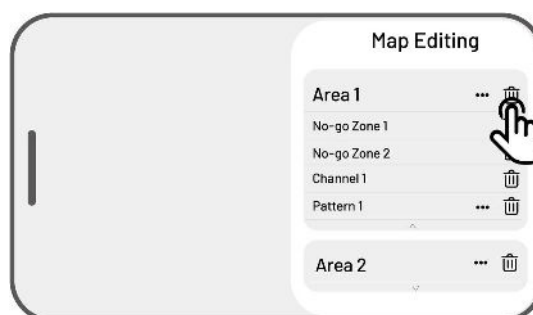 Map Editing
Area 1
No-go Zone 1
No-go Zone 2
Channel 1
Pattern 1
Area 2